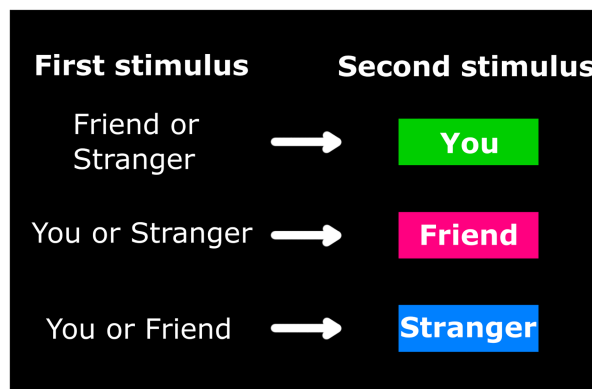 First stimulus
Second stimulus
Friend or
Stranger
You
You or Stranger
Friend
You or Friend
Stranger